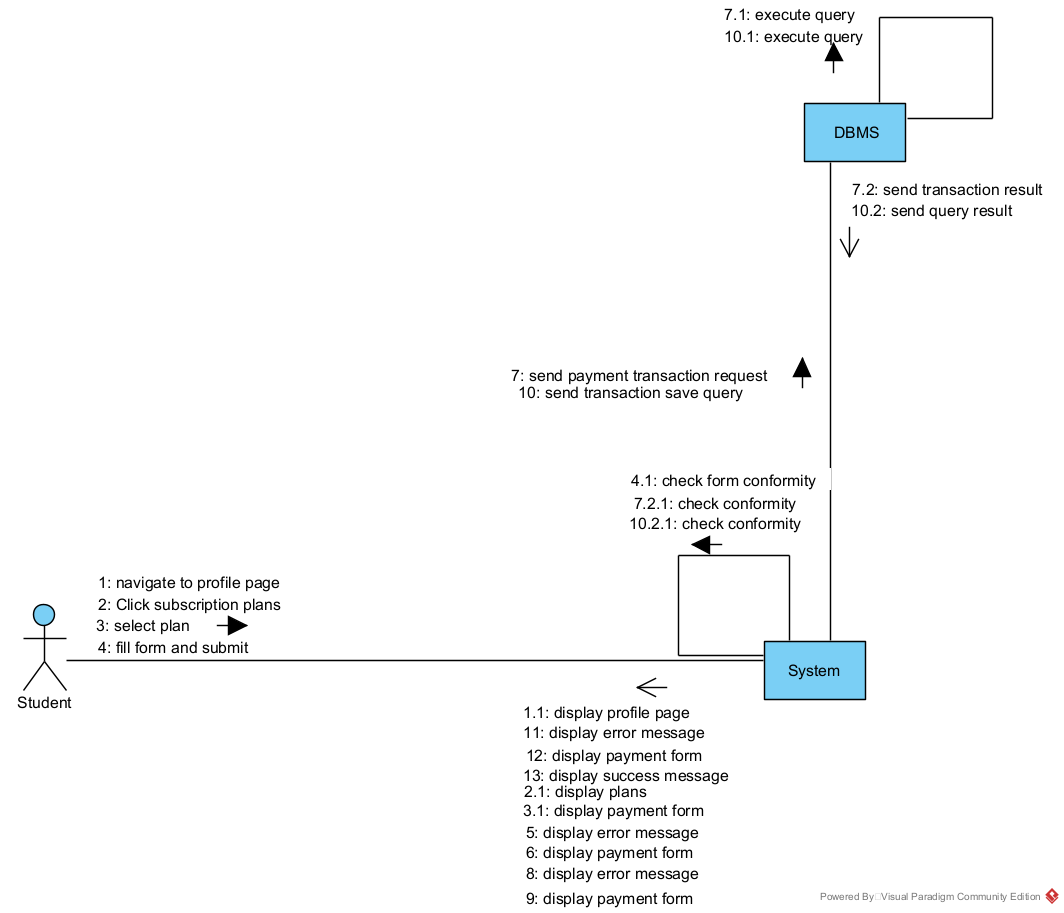 7.1: execute query
10.1: execute query
DBMS
7.2: send transaction result
10.2: send query result
7: send payment transaction request
10: send transaction save query
4.1: check form conformity
7.2.1: check conformity
10.2.1: check conformity
1: navigate to profile page
2: Click subscription plans
3: select plan
4: fill form and submit
Student
System
1.1: display profile page
11: display error message
12: display payment form
13: display success message
2.1: display plans
3.1: display payment form
5: display error message
6: display payment form
8: display error message
9: display payment form
Powered By Visual Paradigm Community Edition